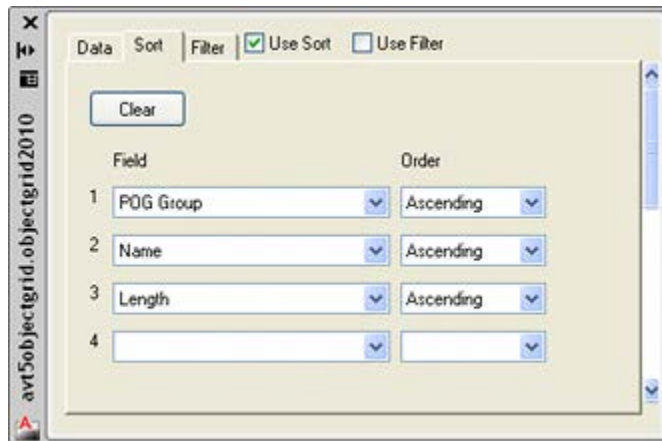 Data Sort Filter Use Sort Use Filter
Clear
Field Order
1 POG Group Ascending
2 Name Ascending
3 Length Ascending
4
avt5objectgrid.objectgrid2010
A